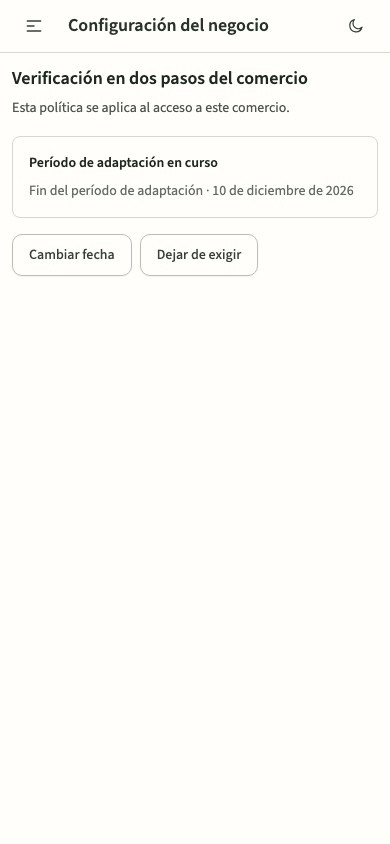 Configuración del negocio
Verificación en dos pasos del comercio
Esta política se aplica al acceso a este comercio.
Período de adaptación en curso
Fin del período de adaptación · 10 de diciembre de 2026
Cambiar fecha
Dejar de exigir